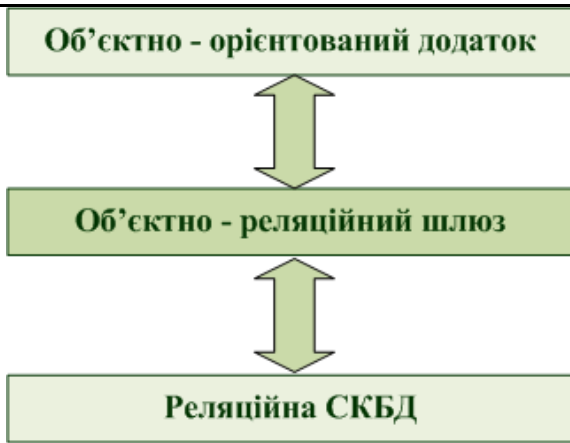 Об’єктно - орієнтований додаток
Об’єктно - реляційний шлюз
Реляційна СКБД